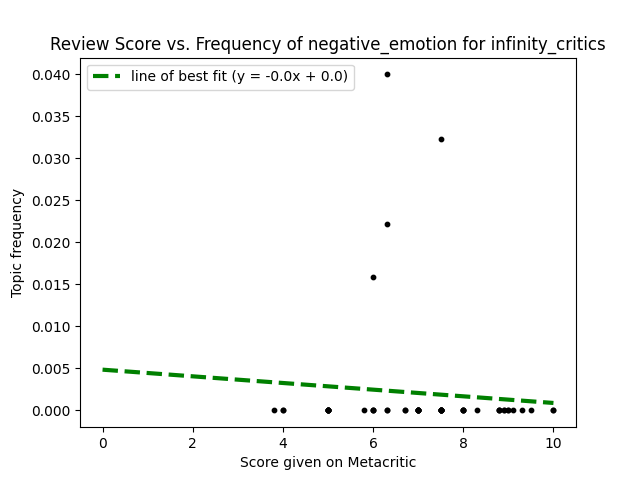 Review Score vs. Frequency of negative_emotion for infinity_critics
line of best fit (y = -0.0x + 0.0)
0.040
0.035
0.030
0.025
0.020
0.015
0.010
0.005
0.000
Topic frequency
0 2 4 6 8 10
Score given on Metacritic